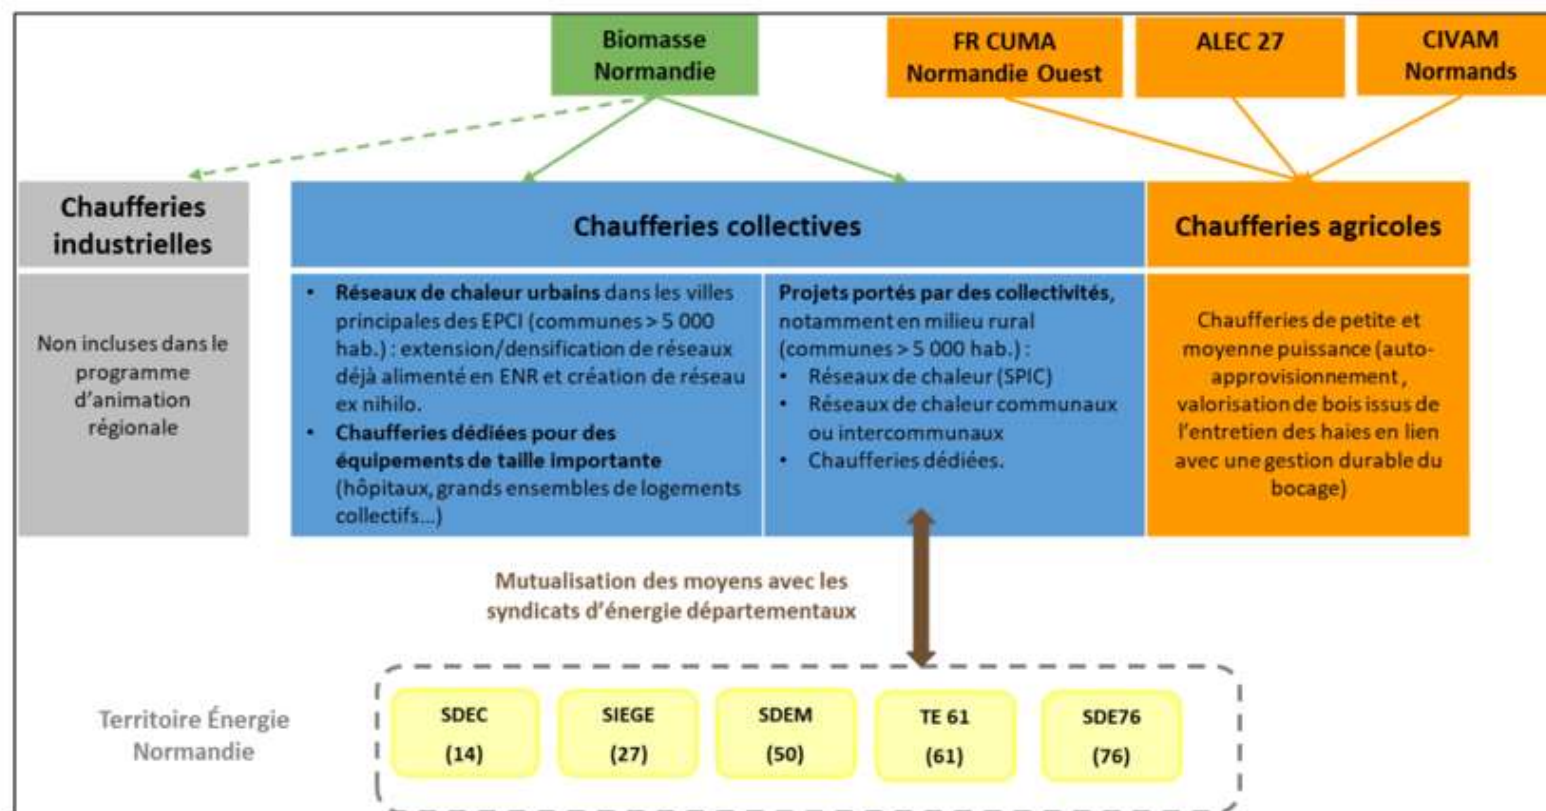 Biomasse
Normandie
FR CUMA
Normandie Ouest
ALEC 27
CIVAM
Normands
Chaufferies
industrielles
Chaufferies collectives
Chaufferies agricoles
Non incluses dans le
programme
d'animation
régionale
• Réseaux de chaleur urbains dans les villes
principales des EPCI (communes > 5 000
hab.) : extension/densification de réseaux
déjà alimenté en ENR et création de réseau
ex nihilo.
• Chaufferies dédiées pour des
équipements de taille importante
(hôpitaux, grands ensembles de logements
collectifs...)
Projets portés par des collectivités,
notamment en milieu rural
(communes > 5 000 hab.) :
• Réseaux de chaleur (SPIC)
• Réseaux de chaleur communaux
ou intercommunaux
• Chaufferies dédiées.
Chaufferies de petite et
moyenne puissance (auto-
approvisionnement,
valorisation de bois issus de
l'entretien des haies en lien
avec une gestion durable du
bocage)
Mutualisation des moyens avec les
syndicats d'énergie départementaux
Territoire Énergie
Normandie
SDEC
(14)
SIEGE
(27)
SDEM
(50)
TE 61
(61)
SDE76
(76)